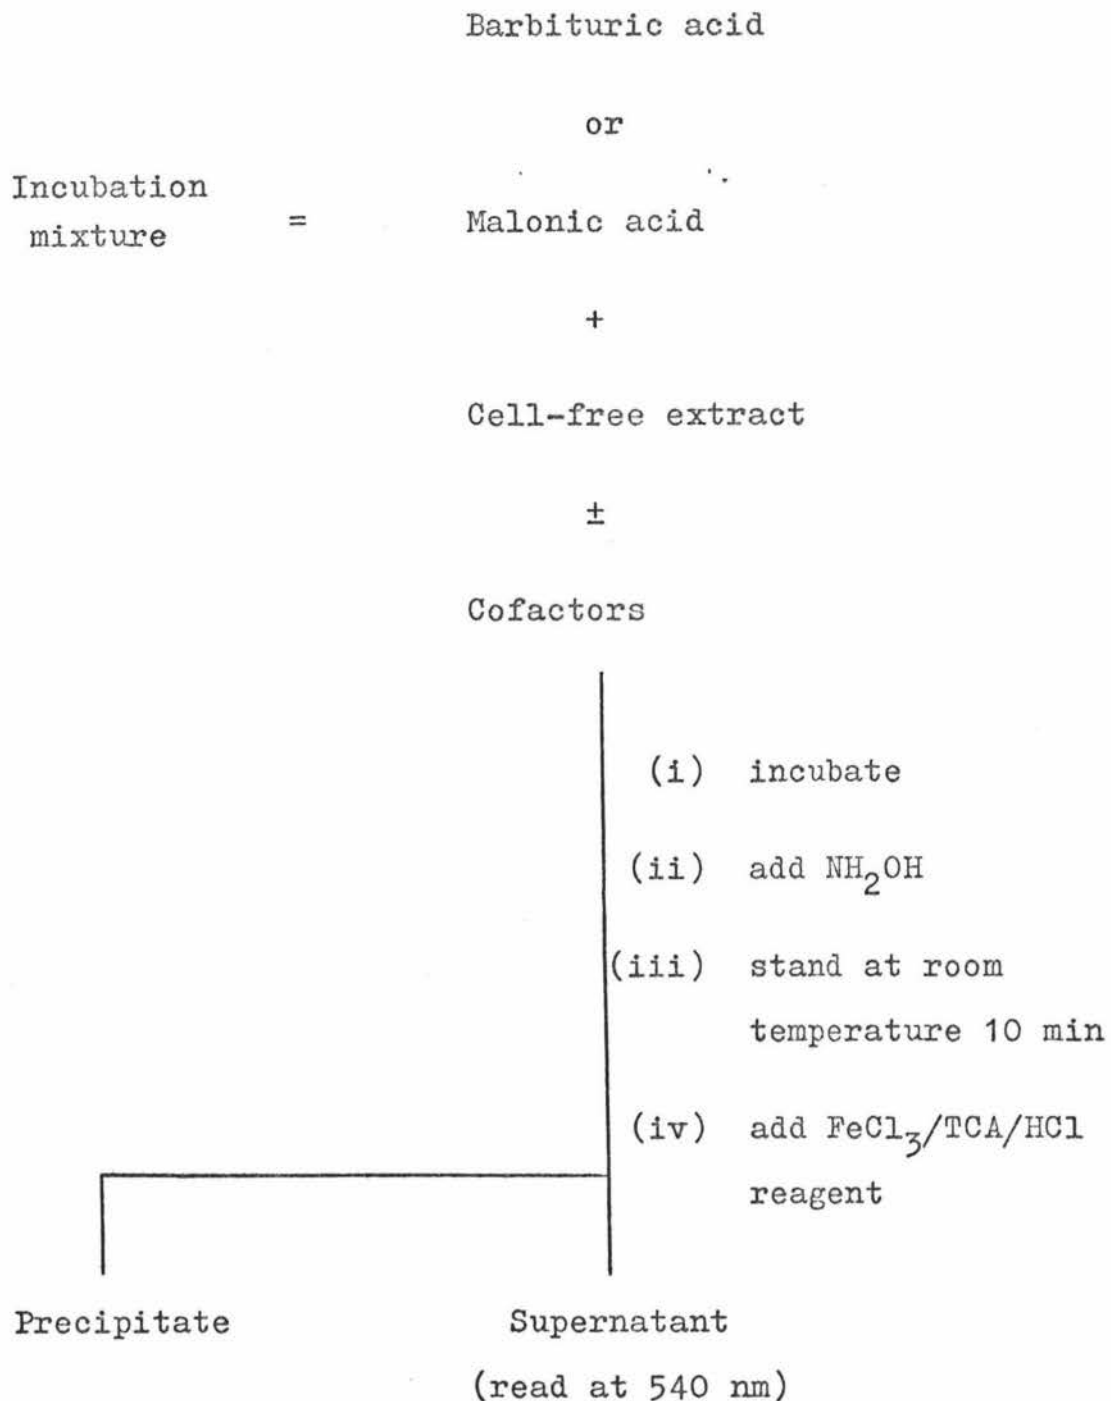 Barbituric acid
or
Incubation
mixture = Malonic acid
+
Cell-free extract
±
Cofactors
(i) incubate
(ii) add NH₂OH
(iii) stand at room
temperature 10 min
(iv) add FeCl₃/TCA/HCl
reagent
Precipitate Supernatant
(read at 540 nm)